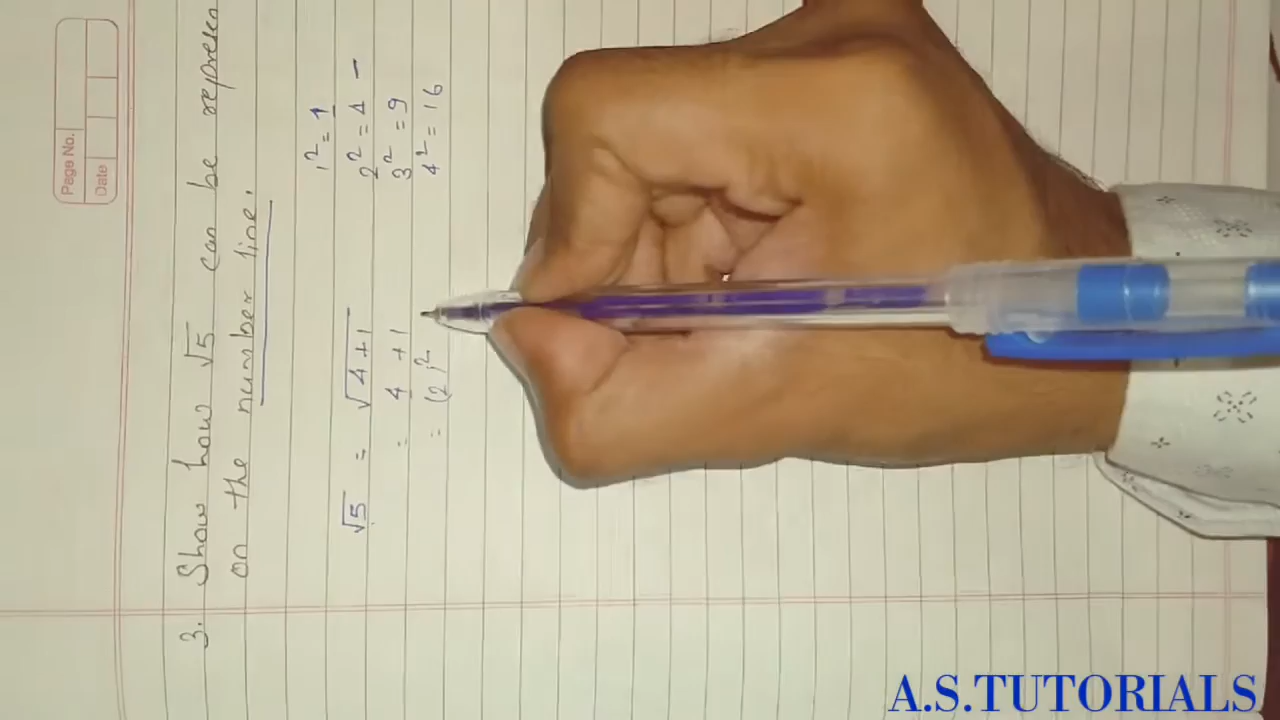 Page No.
Date
3. Show how √5 can be represen
on the number line.
1² = 1
2² = 4 -
3² = 9
4² = 16
√5 = √4+1
= 4 + 1
= (2)²
A.S.TUTORIALS